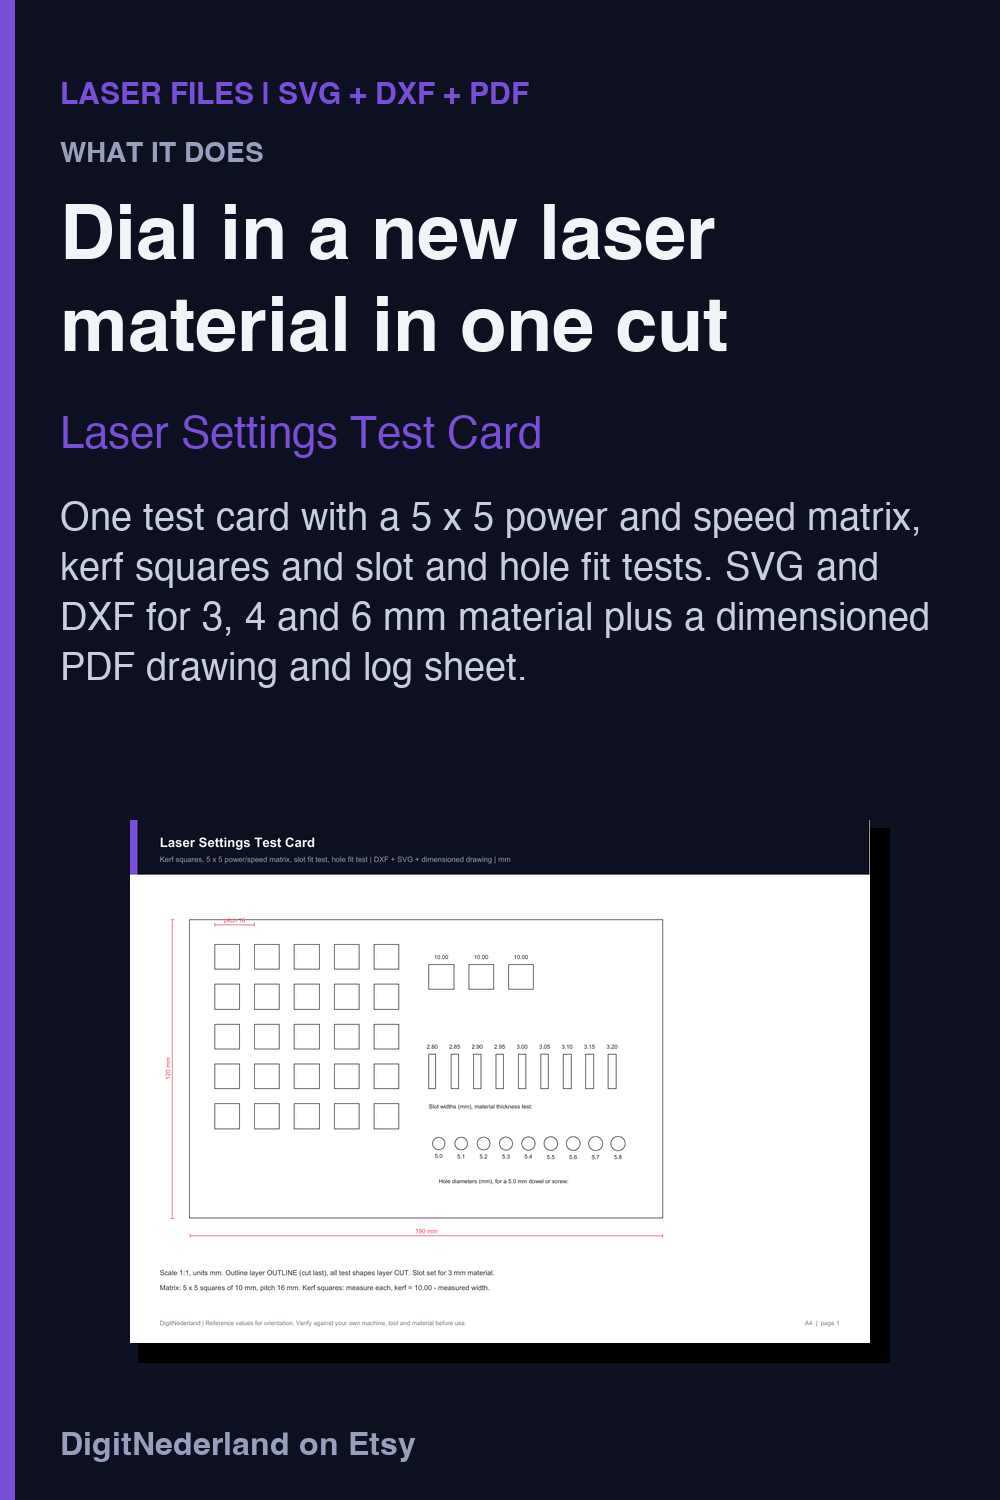 LASER FILES | SVG + DXF + PDF
WHAT IT DOES
Dial in a new laser
material in one cut
Laser Settings Test Card
One test card with a 5 x 5 power and speed matrix,
kerf squares and slot and hole fit tests. SVG and
DXF for 3, 4 and 6 mm material plus a dimensioned
PDF drawing and log sheet.
Laser Settings Test Card
Kerf squares, 5 x 5 power/speed matrix, slot fit test, hole fit test | DXF + SVG + dimensioned drawing | mm
pitch 16
10.00 10.00 10.00
2.80 2.85 2.90 2.95 3.00 3.05 3.10 3.15 3.20
120 mm
Slot widths (mm), material thickness test:
5.0 5.1 5.2 5.3 5.4 5.5 5.6 5.7 5.8
Hole diameters (mm), for a 5.0 mm dowel or screw:
190 mm
Scale 1:1, units mm. Outline layer OUTLINE (cut last), all test shapes layer CUT. Slot set for 3 mm material.
Matrix: 5 x 5 squares of 10 mm, pitch 16 mm. Kerf squares: measure each, kerf = 10.00 - measured width.
DigitNederland | Reference values for orientation. Verify against your own machine, tool and material before use.
A4 | page 1
DigitNederland on Etsy